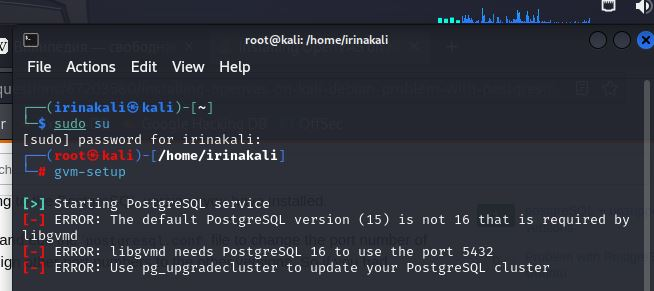 root@kali: /home/irinakali
File Actions Edit View Help
┌──(irinakali㉿kali)-[~]
└─$ sudo su
[sudo] password for irinakali:
┌──(root㉿kali)-[/home/irinakali]
└─# gvm-setup
[>] Starting PostgreSQL service
[-] ERROR: The default PostgreSQL version (15) is not 16 that is required by
libgvmd
[-] ERROR: libgvmd needs PostgreSQL 16 to use the port 5432
[-] ERROR: Use pg_upgradecluster to update your PostgreSQL cluster